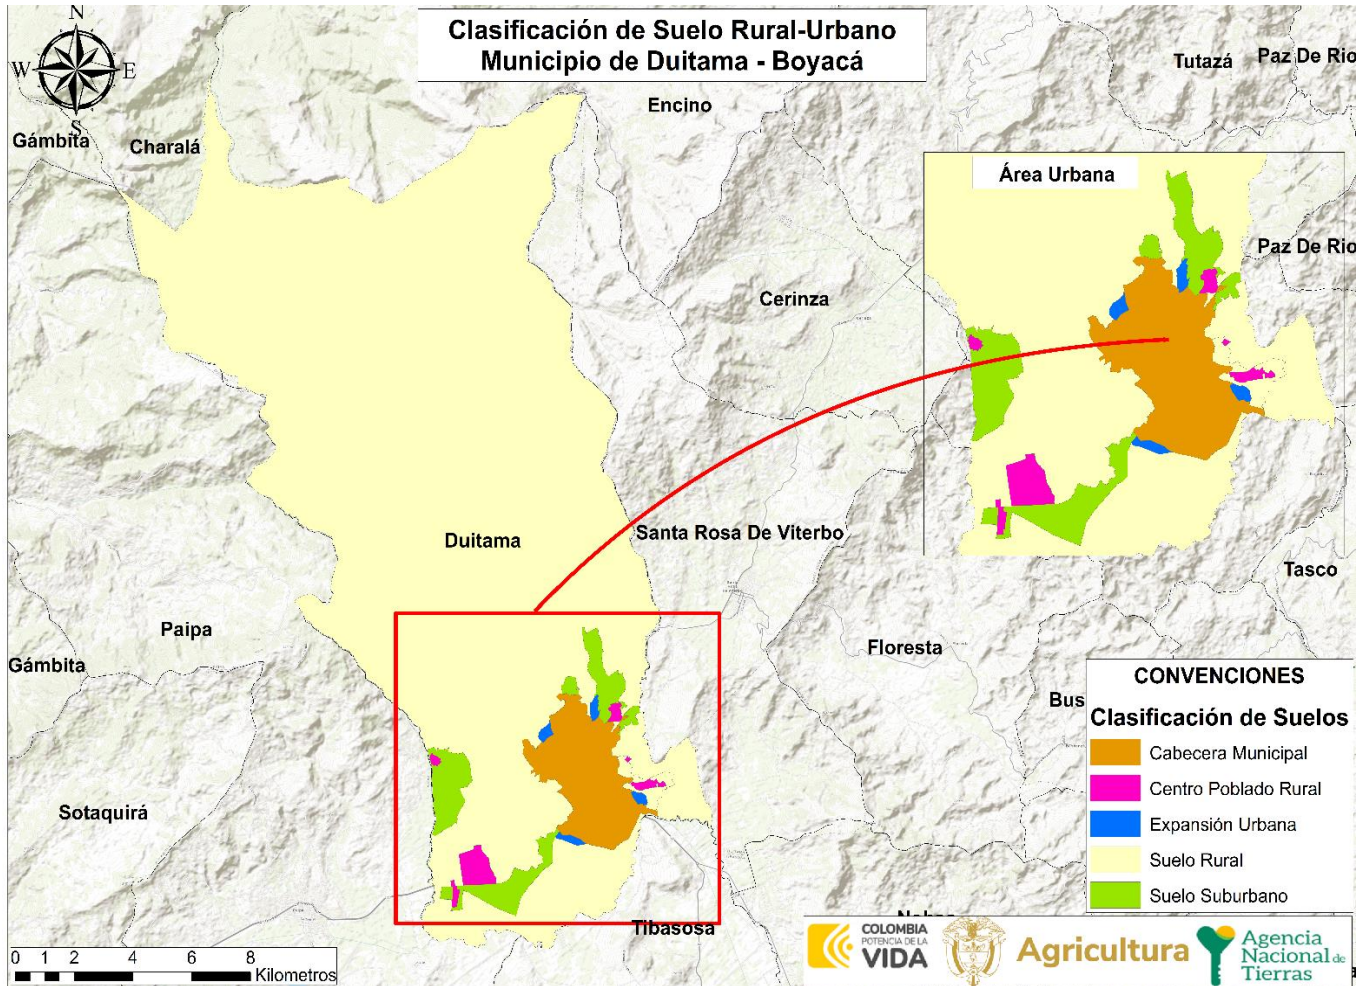 Clasificación de Suelo Rural-Urbano
Municipio de Duitama - Boyacá
N
W
E
S
Gámbita
Charalá
Encino
Tutazá
Paz De Rio
Área Urbana
Paz De Rio
Cerinza
Duitama
Santa Rosa De Viterbo
Tasco
Paipa
Gámbita
Floresta
Bus
Sotaquirá
Tibasosa
CONVENCIONES
Clasificación de Suelos
Cabecera Municipal
Centro Poblado Rural
Expansión Urbana
Suelo Rural
Suelo Suburbano
0 1 2 4 6 8
Kilometros
COLOMBIA
POTENCIA DE LA
VIDA
Agricultura
Agencia
Nacional de
Tierras